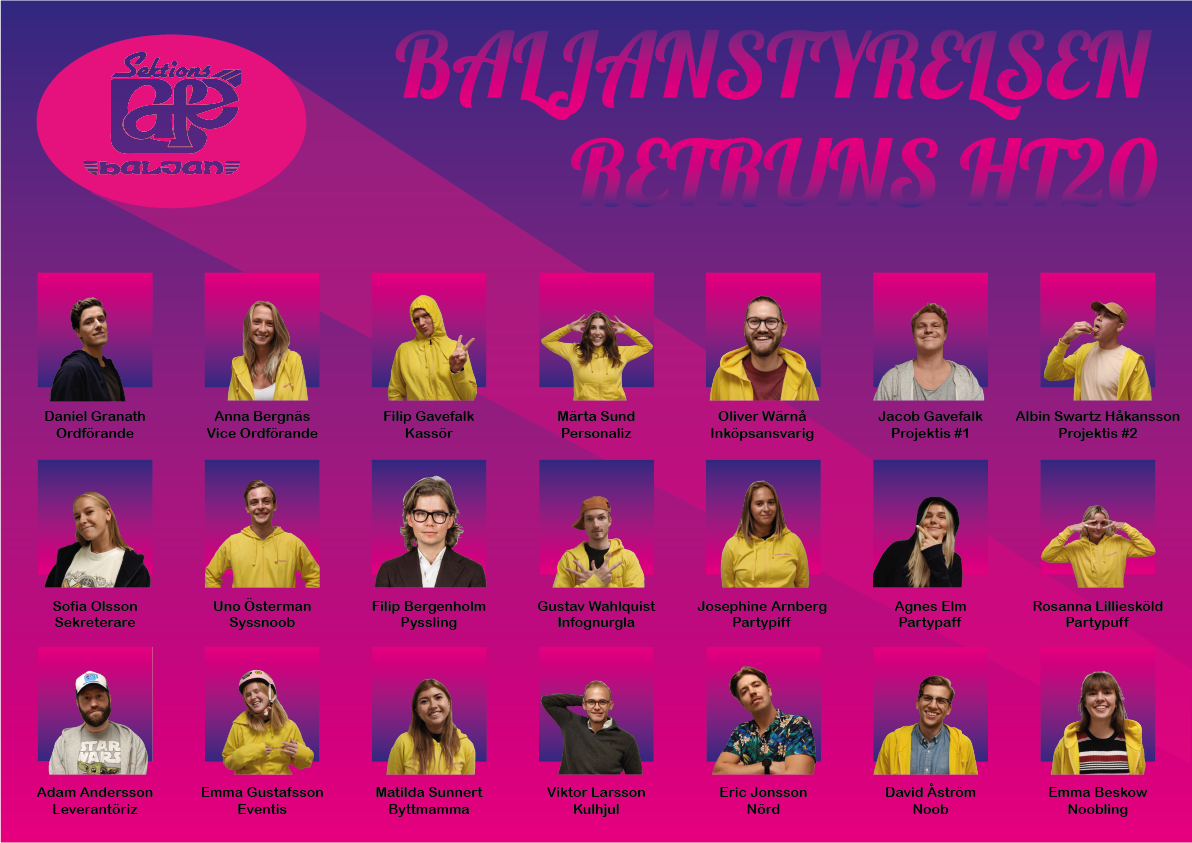 Sektions
Café
baljan
BALJANSTYRELSEN
RETRUNS HT20
Daniel Granath
Ordförande
Anna Bergnäs
Vice Ordförande
Filip Gavefalk
Kassör
Märta Sund
Personaliz
Oliver Wärnå
Inköpsansvarig
Jacob Gavefalk
Projektis #1
Albin Swartz Håkansson
Projektis #2
Sofia Olsson
Sekreterare
Uno Österman
Syssnoob
Filip Bergenholm
Pyssling
Gustav Wahlquist
Infognurgla
Josephine Arnberg
Partypiff
Agnes Elm
Partypaff
Rosanna Lilliesköld
Partypuff
STAR
WARS
Adam Andersson
Leverantöriz
Emma Gustafsson
Eventis
Matilda Sunnert
Byttmamma
Viktor Larsson
Kulhjul
Eric Jonsson
Nörd
David Åström
Noob
Emma Beskow
Noobling